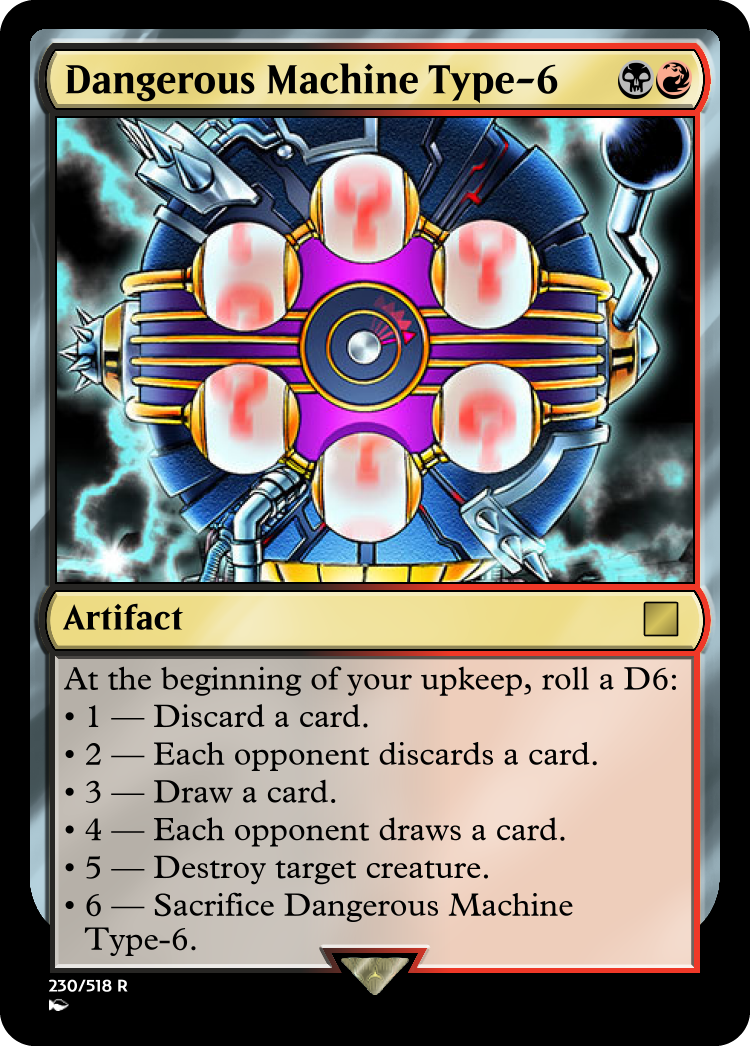 Dangerous Machine Type-6
Artifact
At the beginning of your upkeep, roll a D6:
• 1 — Discard a card.
• 2 — Each opponent discards a card.
• 3 — Draw a card.
• 4 — Each opponent draws a card.
• 5 — Destroy target creature.
• 6 — Sacrifice Dangerous Machine
Type-6.
230/518 R